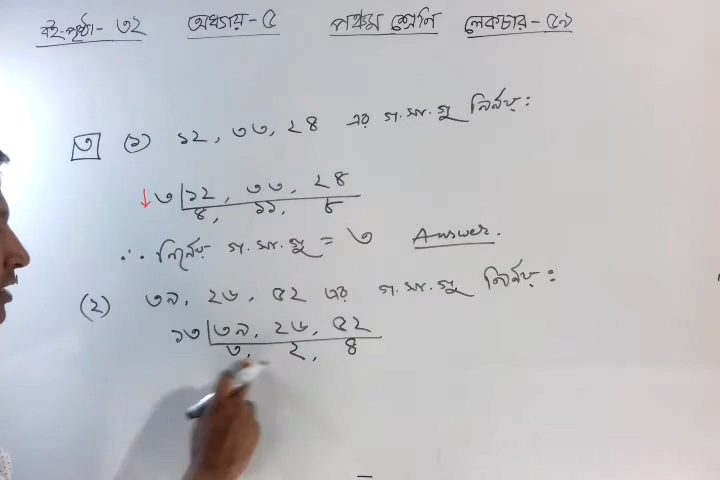 বই-পৃষ্ঠা- ৩২ অধ্যায়-৫ পঞ্চম শ্রেণি লেকচার-৫৯
৩ (১) ১২, ৩৩, ২৪ এর গ.সা.গু নির্ণয়:
৩ ১২, ৩৩, ২৪
৪, ১১, ৮
∴ নির্ণেয় গ.সা.গু = ৩ Answer.
(২) ৩৯, ২৬, ৫২ এর গ.সা.গু নির্ণয়:
১৩ ৩৯, ২৬, ৫২
৩, ২, ৪